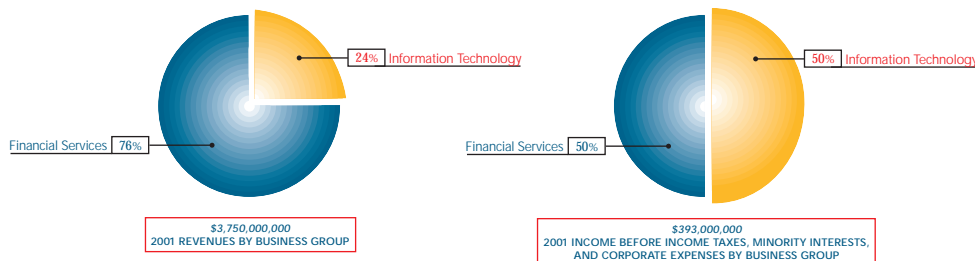 24% Information Technology
Financial Services 76%
$3,750,000,000
2001 REVENUES BY BUSINESS GROUP
50% Information Technology
Financial Services 50%
$393,000,000
2001 INCOME BEFORE INCOME TAXES, MINORITY INTERESTS,
AND CORPORATE EXPENSES BY BUSINESS GROUP